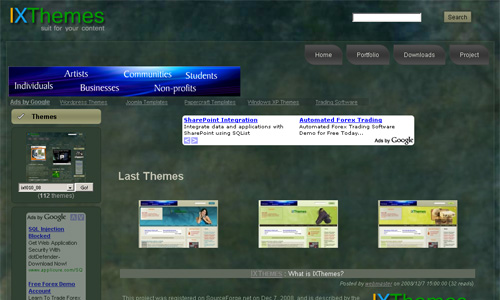 IXThemes
suit for your content
Search
Home
Portfolio
Downloads
Project
Individuals
Artists
Businesses
Communities
Non-profits
Students
Ads by Google
Wordpress Themes
Joomla Templates
Papercraft Templates
Windows XP Themes
Trading Software
Themes
SharePoint Integration
Integrate data and applications with
SharePoint using SQList
Automated Forex Trading
Automated Forex Trading Software
Demo for Free Today...
Ads by Google
Go!
(112 themes)
Last Themes
Ads by Google
SQL Injection
Blocked
Get Web Application
Security With
dotDefender-
Download Now!
Free Forex Demo
Account
Learn To Trade Forex
IXThemes : What is IXThemes?
Posted by webmaster on 2009/12/7 15:00:00 (32 reads)
This project was registered on SourceForge.net on Dec 7, 2008, and is described by the
IXThemes